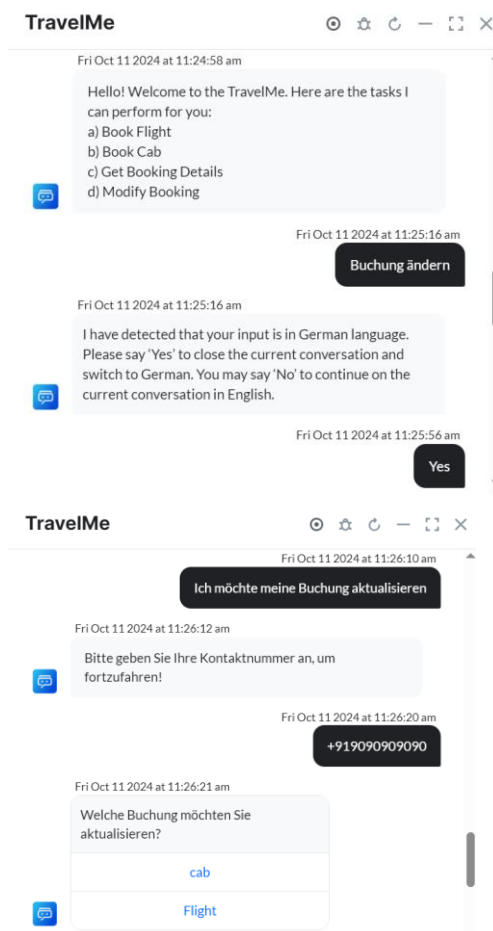 TravelMe
Fri Oct 11 2024 at 11:24:58 am
Hello! Welcome to the TravelMe. Here are the tasks I
can perform for you:
a) Book Flight
b) Book Cab
c) Get Booking Details
d) Modify Booking
Fri Oct 11 2024 at 11:25:16 am
Buchung ändern
Fri Oct 11 2024 at 11:25:16 am
I have detected that your input is in German language.
Please say ‘Yes’ to close the current conversation and
switch to German. You may say ‘No’ to continue on the
current conversation in English.
Fri Oct 11 2024 at 11:25:56 am
Yes
TravelMe
Fri Oct 11 2024 at 11:26:10 am
Ich möchte meine Buchung aktualisieren
Fri Oct 11 2024 at 11:26:12 am
Bitte geben Sie Ihre Kontaktnummer an, um
fortzufahren!
Fri Oct 11 2024 at 11:26:20 am
+919090909090
Fri Oct 11 2024 at 11:26:21 am
Welche Buchung möchten Sie
aktualisieren?
cab
Flight